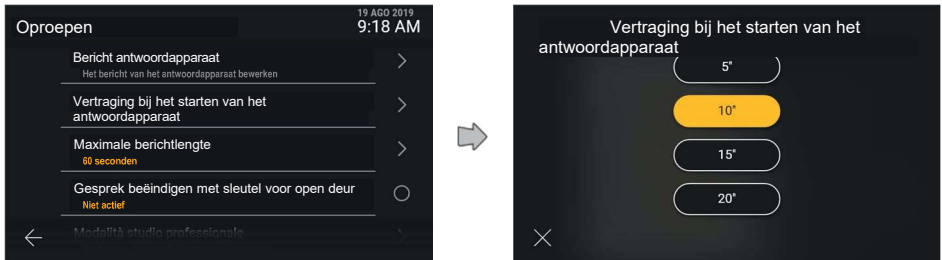 Oproepen
19 AGO 2019
9:18 AM
Bericht antwoordapparaat
Het bericht van het antwoordapparaat bewerken
Vertraging bij het starten van het
antwoordapparaat
Maximale berichtlengte
60 seconden
Gesprek beëindigen met sleutel voor open deur
Niet actief
Modalità studio professionale
Vertraging bij het starten van het
antwoordapparaat
5"
10"
15"
20"